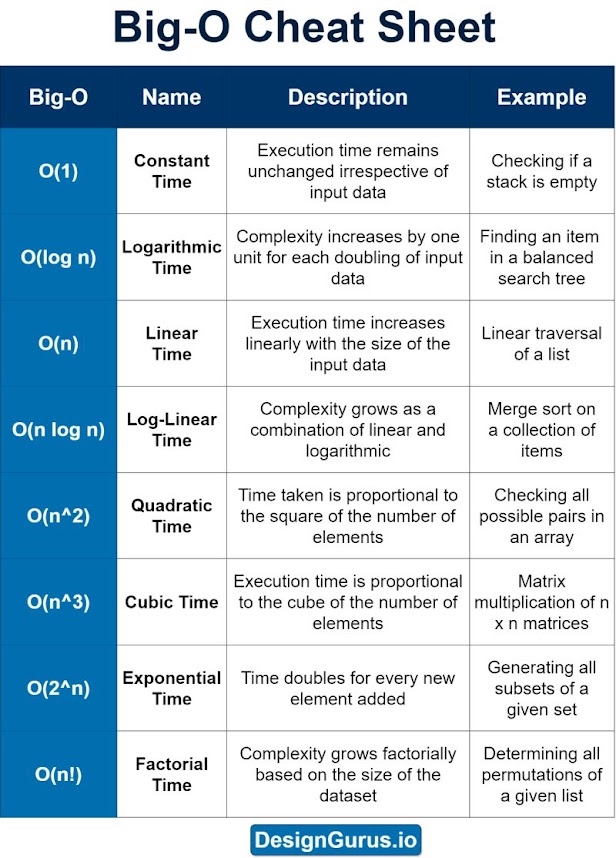 Big-O Cheat Sheet
Big-O Name Description Example
O(1)
Constant
Time
Execution time remains
unchanged irrespective of
input data
Checking if a
stack is empty
O(log n)
Logarithmic
Time
Complexity increases by one
unit for each doubling of input
data
Finding an item
in a balanced
search tree
O(n)
Linear
Time
Execution time increases
linearly with the size of the
input data
Linear traversal
of a list
O(n log n)
Log-Linear
Time
Complexity grows as a
combination of linear and
logarithmic
Merge sort on
a collection of
items
O(n^2)
Quadratic
Time
Time taken is proportional to
the square of the number of
elements
Checking all
possible pairs in
an array
O(n^3)
Cubic Time
Execution time is proportional
to the cube of the number of
elements
Matrix
multiplication of n
x n matrices
O(2^n)
Exponential
Time
Time doubles for every new
element added
Generating all
subsets of a
given set
O(n!)
Factorial
Time
Complexity grows factorially
based on the size of the
dataset
Determining all
permutations of
a given list
DesignGurus.io